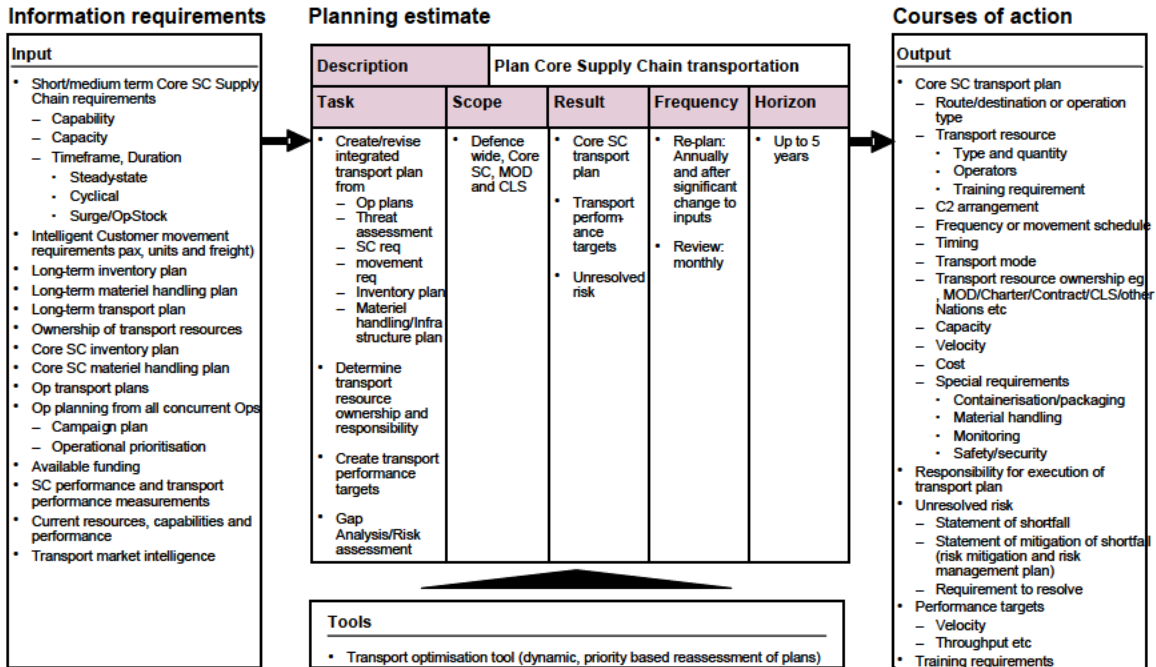 Information requirements
Planning estimate
Courses of action
Input
• Short/medium term Core SC Supply
Chain requirements
– Capability
– Capacity
– Timeframe, Duration
• Steady-state
• Cyclical
• Surge/Op-Stock
• Intelligent Customer movement
requirements pax, units and freight)
• Long-term inventory plan
• Long-term materiel handling plan
• Long-term transport plan
• Ownership of transport resources
• Core SC inventory plan
• Core SC materiel handling plan
• Op transport plans
• Op planning from all concurrent Ops
– Campaign plan
– Operational prioritisation
• Available funding
• SC performance and transport
performance measurements
• Current resources, capabilities and
performance
• Transport market intelligence
Description
Plan Core Supply Chain transportation
Task
Scope
Result
Frequency
Horizon
• Create/revise
integrated
transport plan
from
– Op plans
– Threat
assessment
– SC req
– movement
req
– Inventory plan
– Materiel
handling/Infra
structure plan
• Determine
transport
resource
ownership and
responsibility
• Create transport
performance
targets
• Gap
Analysis/Risk
assessment
• Defence
wide, Core
SC, MOD
and CLS
• Core SC
transport
plan
• Transport
perform-
ance
targets
• Unresolved
risk
• Re-plan:
Annually
and after
significant
change to
inputs
• Review:
monthly
• Up to 5
years
Tools
• Transport optimisation tool (dynamic, priority based reassessment of plans)
Output
• Core SC transport plan
– Route/destination or operation
type
– Transport resource
• Type and quantity
• Operators
• Training requirement
– C2 arrangement
– Frequency or movement schedule
– Timing
– Transport mode
– Transport resource ownership eg
, MOD/Charter/Contract/CLS/other
Nations etc
– Capacity
– Velocity
– Cost
– Special requirements
• Containerisation/packaging
• Material handling
• Monitoring
• Safety/security
• Responsibility for execution of
transport plan
• Unresolved risk
– Statement of shortfall
– Statement of mitigation of shortfall
(risk mitigation and risk
management plan)
– Requirement to resolve
• Performance targets
– Velocity
– Throughput etc
• Training requirements